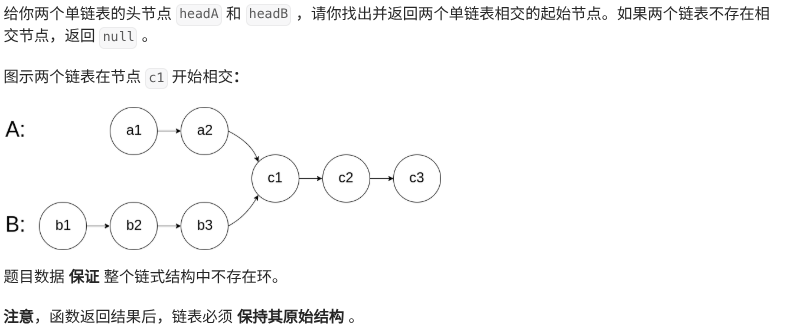 给你两个单链表的头节点 headA 和 headB ，请你找出并返回两个单链表相交的起始节点。如果两个链表不存在相
交节点，返回 null 。
图示两个链表在节点 c1 开始相交：
A: a1 a2
c1 c2 c3
B: b1 b2 b3
题目数据 保证 整个链式结构中不存在环。
注意，函数返回结果后，链表必须 保持其原始结构 。